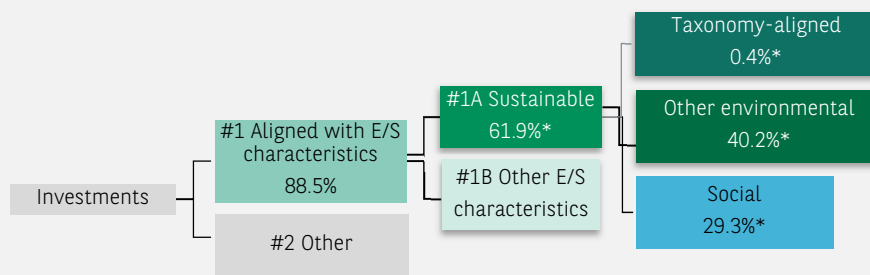 Investments
#1 Aligned with E/S
characteristics
88.5%
#2 Other
#1A Sustainable
61.9%*
#1B Other E/S
characteristics
Taxonomy-aligned
0.4%*
Other environmental
40.2%*
Social
29.3%*